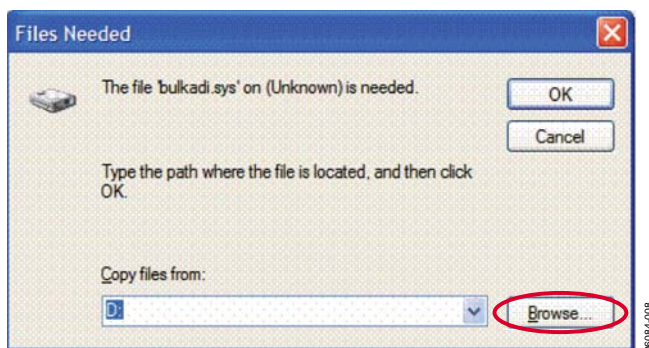 Files Needed
The file 'bulkadi.sys' on (Unknown) is needed.
OK
Cancel
Type the path where the file is located, and then click
OK.
Copy files from:
D:
Browse...